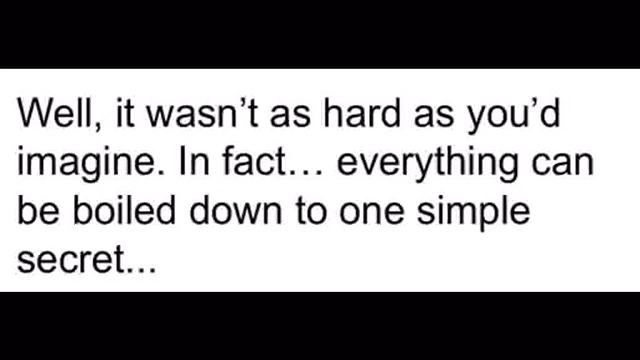 Well, it wasn’t as hard as you’d
imagine. In fact... everything can
be boiled down to one simple
secret...